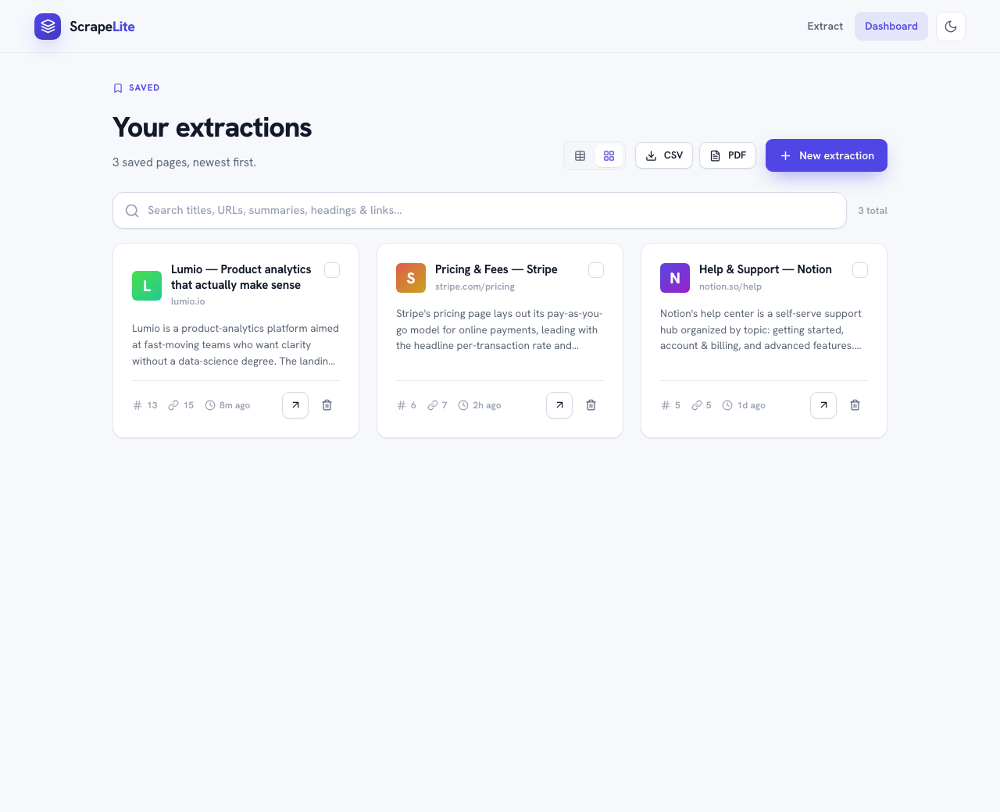 ScrapeLite
Extract
Dashboard
SAVED
Your extractions
3 saved pages, newest first.
CSV
PDF
New extraction
Search titles, URLs, summaries, headings & links...
3 total
L
Lumio — Product analytics
that actually make sense
lumio.io
Lumio is a product-analytics platform aimed
at fast-moving teams who want clarity
without a data-science degree. The landin...
13
15
8m ago
S
Pricing & Fees — Stripe
stripe.com/pricing
Stripe's pricing page lays out its pay-as-you-
go model for online payments, leading with
the headline per-transaction rate and...
6
7
2h ago
N
Help & Support — Notion
notion.so/help
Notion's help center is a self-serve support
hub organized by topic: getting started,
account & billing, and advanced features....
5
5
1d ago